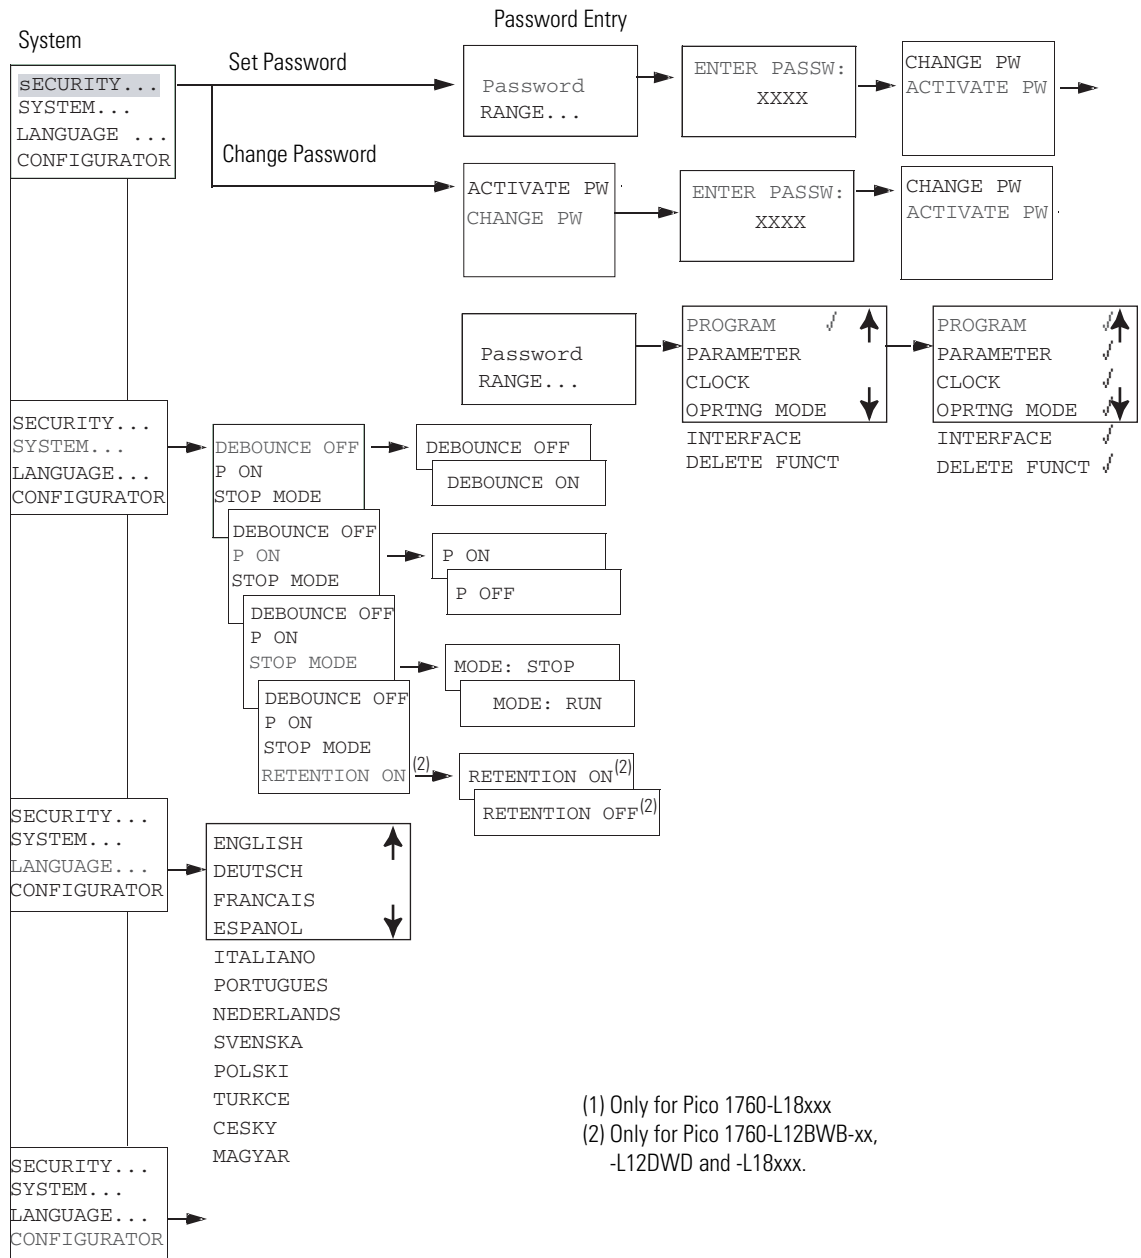 Password Entry
System
Set Password
sECURITY...
SYSTEM...
LANGUAGE ...
CONFIGURATOR
Password
RANGE...
ENTER PASSW:
XXXX
CHANGE PW
ACTIVATE PW
Change Password
ACTIVATE PW
CHANGE PW
ENTER PASSW:
XXXX
CHANGE PW
ACTIVATE PW
Password
RANGE...
PROGRAM √
PARAMETER
CLOCK
OPRTNG MODE
INTERFACE
DELETE FUNCT
PROGRAM √
PARAMETER √
CLOCK √
OPRTNG MODE √
INTERFACE √
DELETE FUNCT √
SECURITY...
SYSTEM...
LANGUAGE...
CONFIGURATOR
DEBOUNCE OFF
P ON
STOP MODE
DEBOUNCE OFF
DEBOUNCE ON
DEBOUNCE OFF
P ON
STOP MODE
P ON
P OFF
DEBOUNCE OFF
P ON
STOP MODE
MODE: STOP
MODE: RUN
DEBOUNCE OFF
P ON
STOP MODE
RETENTION ON (2)
RETENTION ON(2)
RETENTION OFF(2)
SECURITY...
SYSTEM...
LANGUAGE...
CONFIGURATOR
ENGLISH
DEUTSCH
FRANCAIS
ESPANOL
ITALIANO
PORTUGUES
NEDERLANDS
SVENSKA
POLSKI
TURKCE
CESKY
MAGYAR
(1) Only for Pico 1760-L18xxx
(2) Only for Pico 1760-L12BWB-xx,
-L12DWD and -L18xxx.
SECURITY...
SYSTEM...
LANGUAGE...
CONFIGURATOR